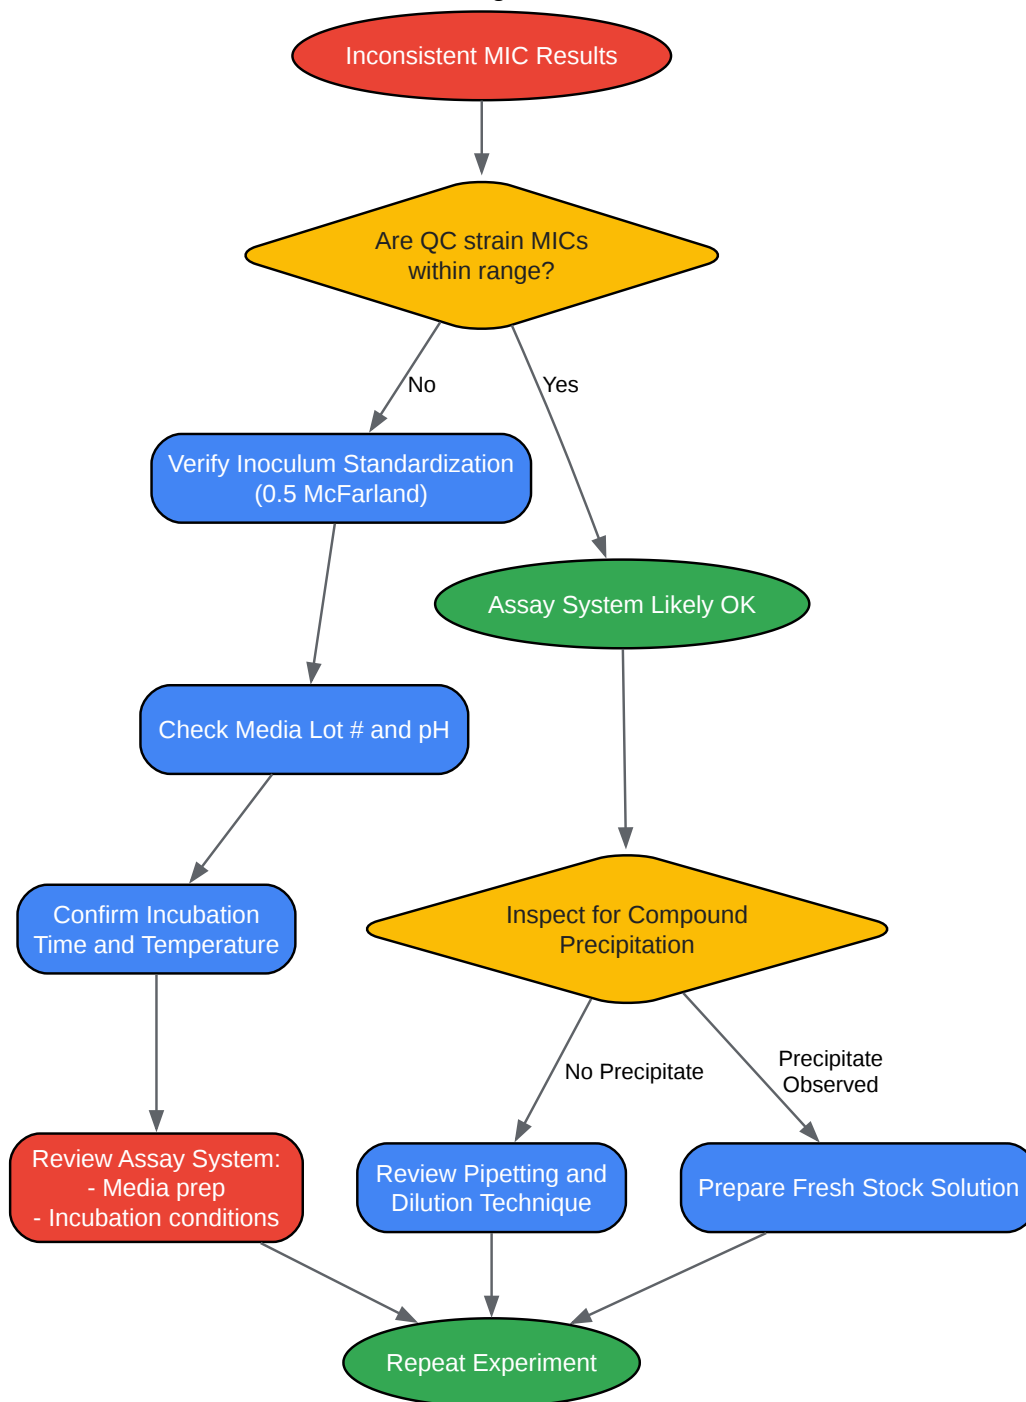 Inconsistent MIC Results
Are QC strain MICs
within range?
No
Yes
Verify Inoculum Standardization
(0.5 McFarland)
Assay System Likely OK
Check Media Lot # and pH
Confirm Incubation
Time and Temperature
Inspect for Compound
Precipitation
No Precipitate
Precipitate
Observed
Review Assay System:
- Media prep
- Incubation conditions
Review Pipetting and
Dilution Technique
Prepare Fresh Stock Solution
Repeat Experiment